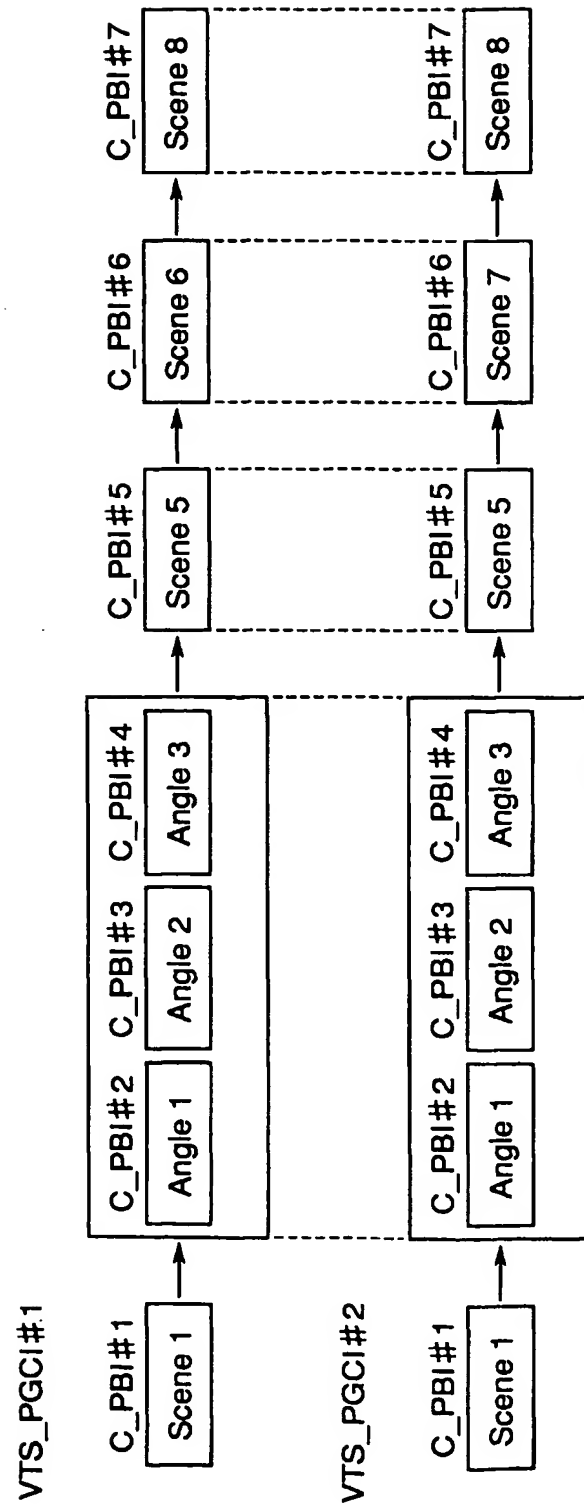 VTS_PGCI#1
C_PBI#1 C_PBI#2 C_PBI#3 C_PBI#4 C_PBI#5 C_PBI#6 C_PBI#7
Scene 1 Angle 1 Angle 2 Angle 3 Scene 5 Scene 6 Scene 8
VTS_PGCI#2
C_PBI#1 C_PBI#2 C_PBI#3 C_PBI#4 C_PBI#5 C_PBI#6 C_PBI#7
Scene 1 Angle 1 Angle 2 Angle 3 Scene 5 Scene 7 Scene 8